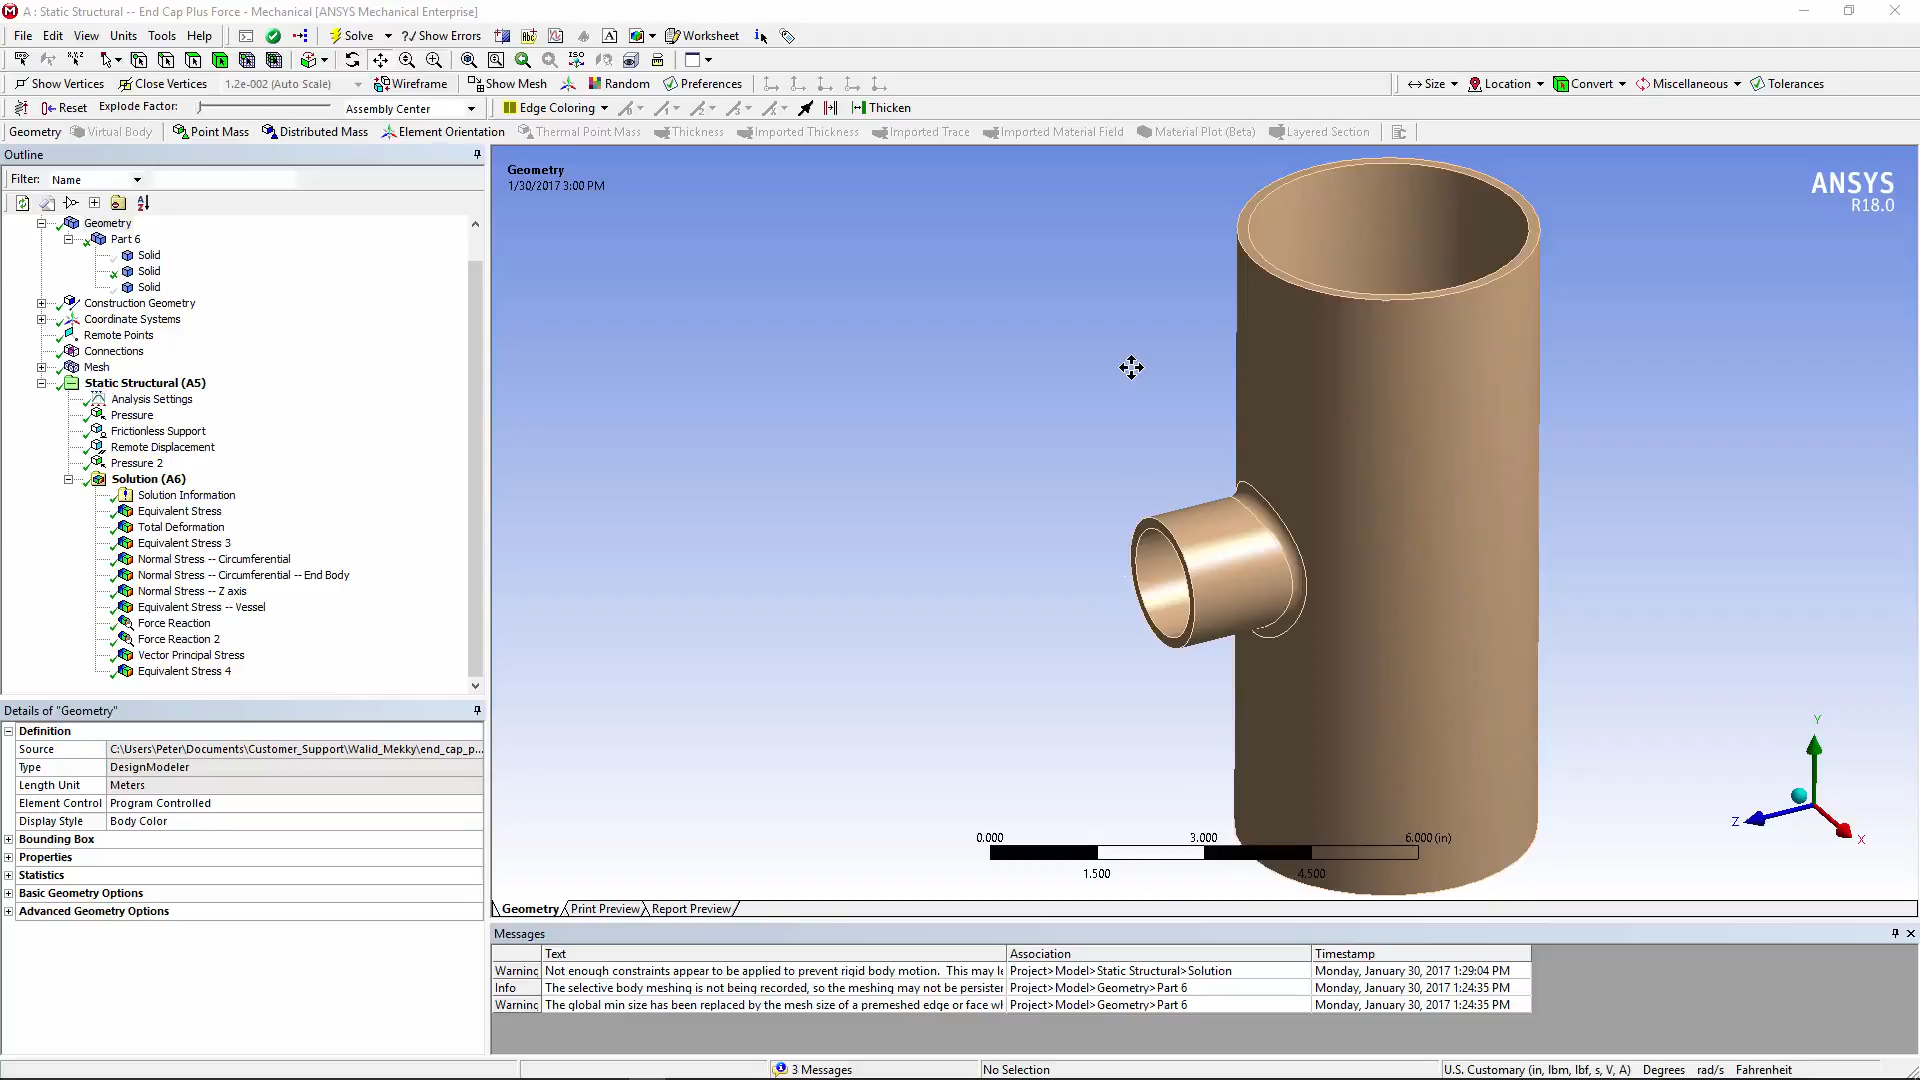 A : Static Structural -- End Cap Plus Force - Mechanical [ANSYS Mechanical Enterprise]
File Edit View Units Tools Help Solve ?/ Show Errors Worksheet
Show Vertices Close Vertices 1.2e-002 (Auto Scale) Wireframe Show Mesh Random Preferences Size Location Convert Miscellaneous Tolerances
Reset Explode Factor: Assembly Center Edge Coloring Thicken
Geometry Virtual Body Point Mass Distributed Mass Element Orientation Thermal Point Mass Thickness Imported Thickness Imported Trace Imported Material Field Material Plot (Beta) Layered Section
Outline
Filter: Name
Geometry
Part 6
Solid
Solid
Solid
Construction Geometry
Coordinate Systems
Remote Points
Connections
Mesh
Static Structural (A5)
Analysis Settings
Pressure
Frictionless Support
Remote Displacement
Pressure 2
Solution (A6)
Solution Information
Equivalent Stress
Total Deformation
Equivalent Stress 3
Normal Stress -- Circumferential
Normal Stress -- Circumferential -- End Body
Normal Stress -- Z axis
Equivalent Stress -- Vessel
Force Reaction
Force Reaction 2
Vector Principal Stress
Equivalent Stress 4
Details of "Geometry"
Definition
Source C:\Users\Peter\Documents\Customer_Support\Walid_Mekky\end_cap_p...
Type DesignModeler
Length Unit Meters
Element Control Program Controlled
Display Style Body Color
Bounding Box
Properties
Statistics
Basic Geometry Options
Advanced Geometry Options
Geometry
1/30/2017 3:00 PM
ANSYS
R18.0
Y
Z
X
0.000 3.000 6.000 (in)
1.500 4.500
Geometry Print Preview Report Preview
Messages
Text Association Timestamp
Warning Not enough constraints appear to be applied to prevent rigid body motion. This may le Project>Model>Static Structural>Solution Monday, January 30, 2017 1:29:04 PM
Info The selective body meshing is not being recorded, so the meshing may not be persister Project>Model>Geometry>Part 6 Monday, January 30, 2017 1:24:35 PM
Warning The global min size has been replaced by the mesh size of a premeshed edge or face wh Project>Model>Geometry>Part 6 Monday, January 30, 2017 1:24:35 PM
3 Messages No Selection U.S. Customary (in, lbm, lbf, s, V, A) Degrees rad/s Fahrenheit